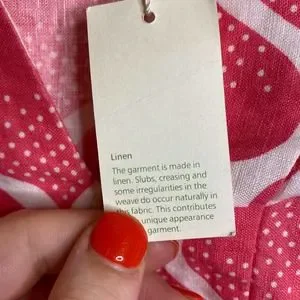 Linen
The garment is made in
linen. Slubs, creasing and
some irregularities in the
weave do occur naturally in
this fabric. This contributes
unique appearance
garment.